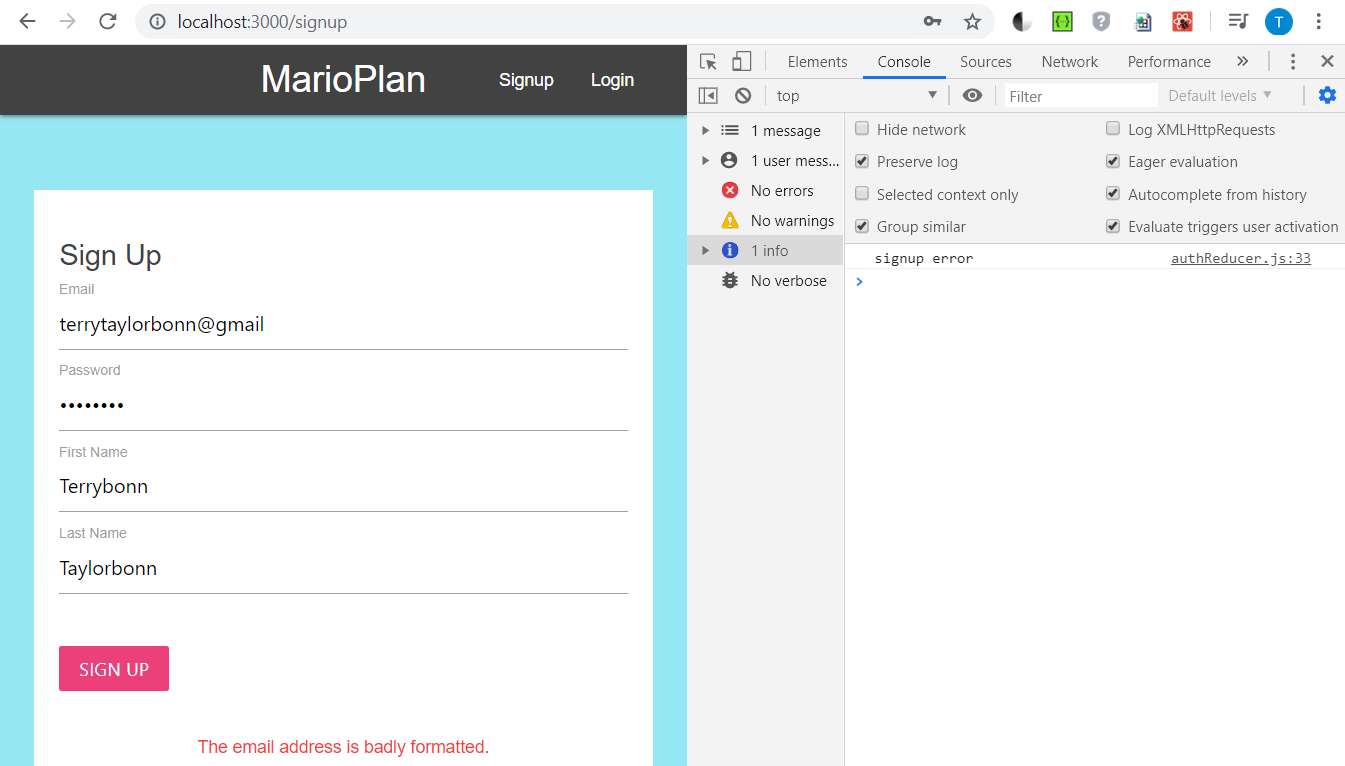 localhost:3000/signup
T
MarioPlan Signup Login
Sign Up
Email
terrytaylorbonn@gmail
Password
••••••••
First Name
Terrybonn
Last Name
Taylorbonn
SIGN UP
The email address is badly formatted.
Elements Console Sources Network Performance »
top Filter Default levels
1 message
1 user mess...
No errors
No warnings
1 info
No verbose
Hide network Log XMLHttpRequests
Preserve log Eager evaluation
Selected context only Autocomplete from history
Group similar Evaluate triggers user activation
signup error authReducer.js:33